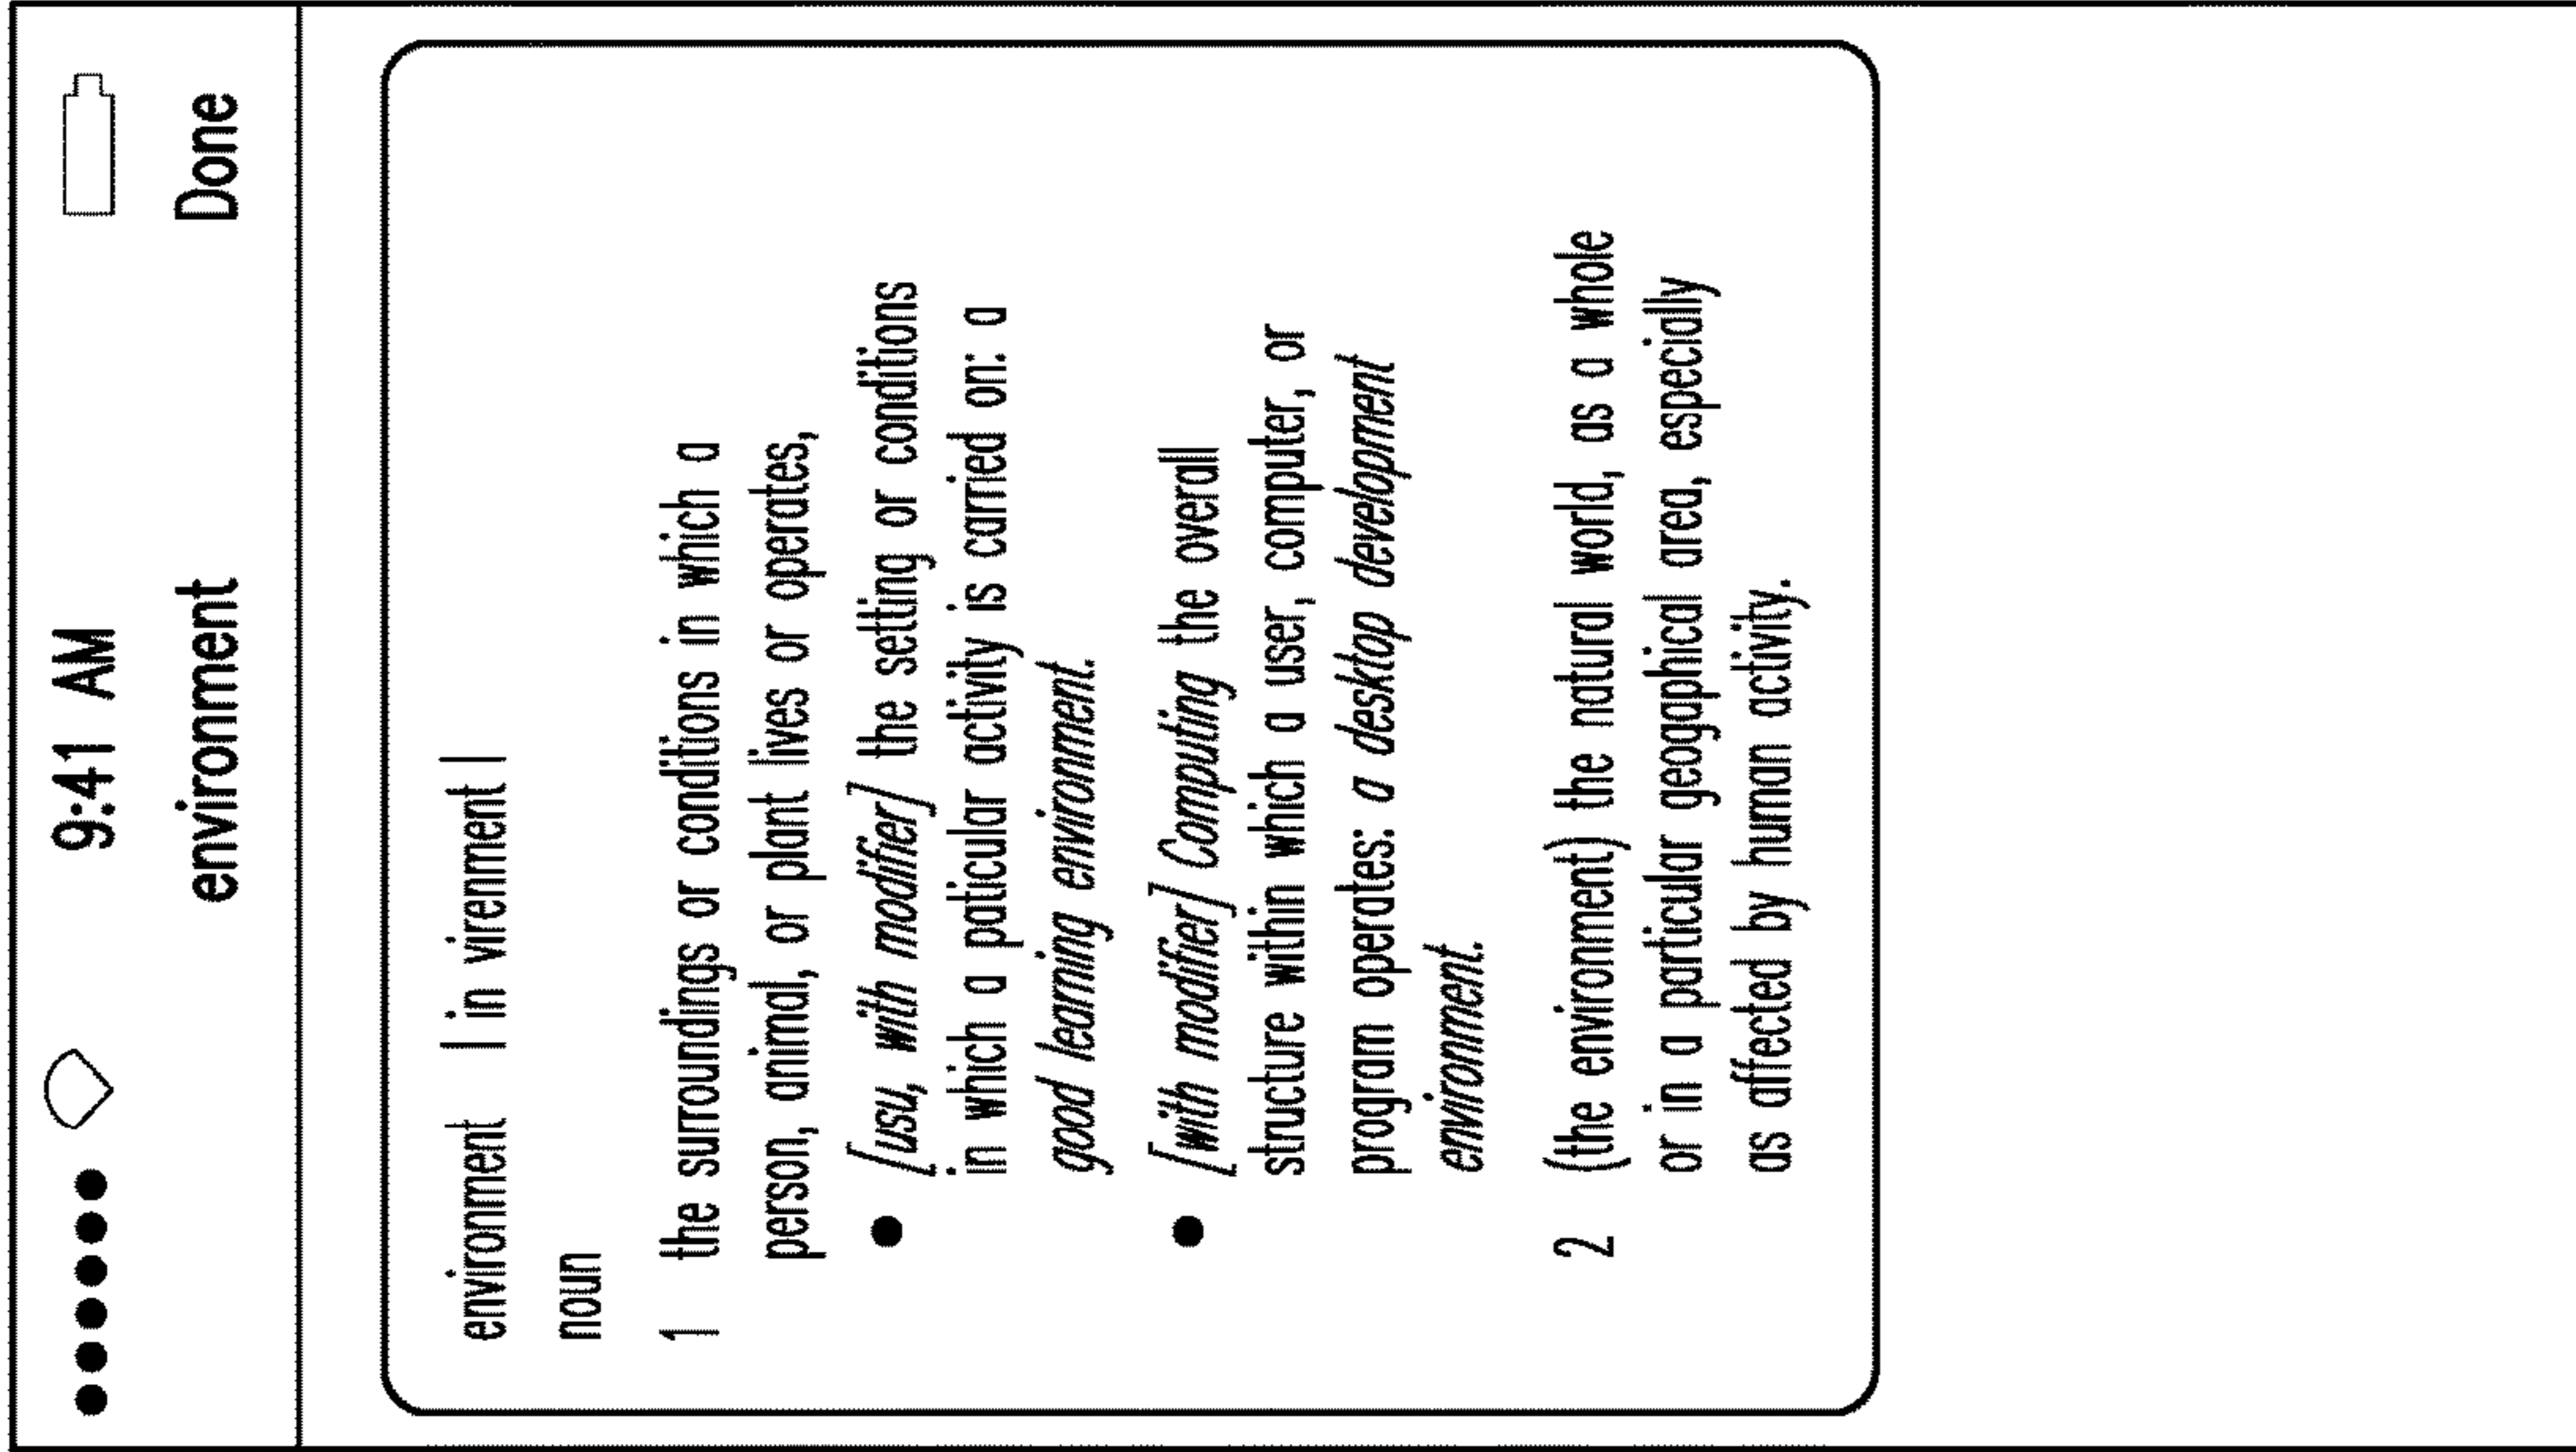 9:41 AM
environment Done
environment | in virenment |
noun
1 the surroundings or conditions in which a
person, animal, or plant lives or operates,
● [usu, with modifier] the setting or conditions
in which a paticular activity is carried on: a
good learning environment.
● [with modifier] Computing the overall
structure within which a user, computer, or
program operates: a desktop development
environment.
2 (the environment) the natural world, as a whole
or in a particular geogaphical area, especially
as affected by human activity.